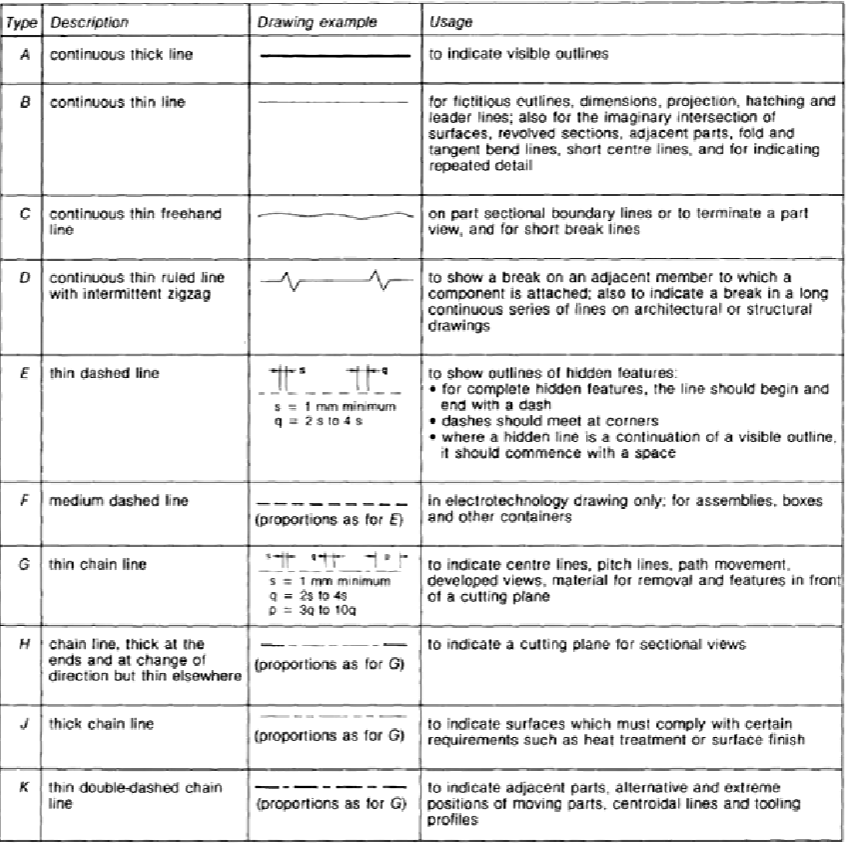 Type Description Drawing example Usage
A continuous thick line to indicate visible outlines
B continuous thin line for fictitious outlines, dimensions, projection, hatching and
leader lines; also for the imaginary intersection of
surfaces, revolved sections, adjacent parts, fold and
tangent bend lines, short centre lines, and for indicating
repeated detail
C continuous thin freehand
line
on part sectional boundary lines or to terminate a part
view, and for short break lines
D continuous thin ruled line
with intermittent zigzag
to show a break on an adjacent member to which a
component is attached; also to indicate a break in a long
continuous series of lines on architectural or structural
drawings
E thin dashed line
s q
s = 1 mm minimum
q = 2 s to 4 s
to show outlines of hidden features:
• for complete hidden features, the line should begin and
end with a dash
• dashes should meet at corners
• where a hidden line is a continuation of a visible outline,
it should commence with a space
F medium dashed line
(proportions as for E)
in electrotechnology drawing only; for assemblies, boxes
and other containers
G thin chain line
s q p
s = 1 mm minimum
q = 2s to 4s
p = 3q to 10q
to indicate centre lines, pitch lines, path movement,
developed views, material for removal and features in front
of a cutting plane
H chain line, thick at the
ends and at change of
direction but thin elsewhere
(proportions as for G)
to indicate a cutting plane for sectional views
J thick chain line
(proportions as for G)
to indicate surfaces which must comply with certain
requirements such as heat treatment or surface finish
K thin double-dashed chain
line
(proportions as for G)
to indicate adjacent parts, alternative and extreme
positions of moving parts, centroidal lines and tooling
profiles